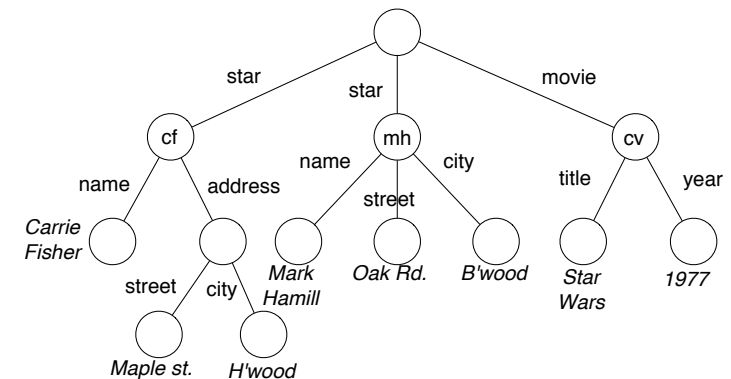 star
star
movie
cf
mh
cv
name
address
name
street
city
title
year
Carrie
Fisher
Mark
Hamill
Oak Rd.
B'wood
Star
Wars
1977
street
city
Maple st.
H'wood